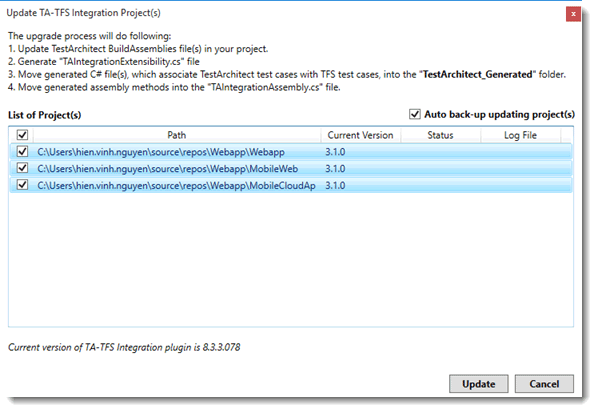 Update TA-TFS Integration Project(s)
x
The upgrade process will do following:
1. Update TestArchitect BuildAssemblies file(s) in your project.
2. Generate "TAIntegrationExtensibility.cs" file
3. Move generated C# file(s), which associate TestArchitect test cases with TFS test cases, into the "TestArchitect_Generated" folder.
4. Move generated assembly methods into the "TAIntegrationAssembly.cs" file.
List of Project(s) Auto back-up updating project(s)
Path Current Version Status Log File
C:\Users\hien.vinh.nguyen\source\repos\Webapp\Webapp 3.1.0
C:\Users\hien.vinh.nguyen\source\repos\Webapp\MobileWeb 3.1.0
C:\Users\hien.vinh.nguyen\source\repos\Webapp\MobileCloudAp 3.1.0
Current version of TA-TFS Integration plugin is 8.3.3.078
Update Cancel